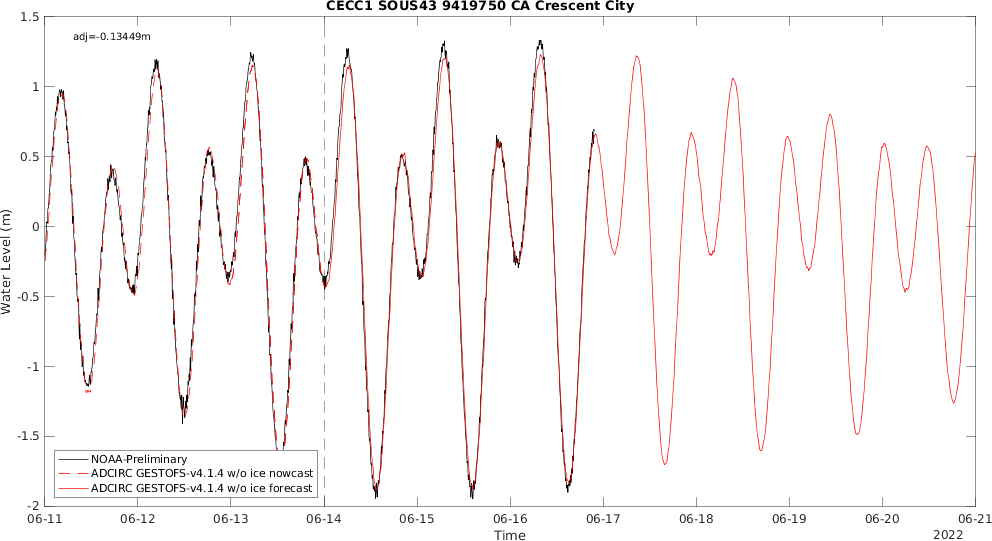 CECC1 SOUS43 9419750 CA Crescent City
adj=-0.13449m
1.5
1
0.5
0
-0.5
-1
-1.5
-2
Water Level (m)
NOAA-Preliminary
ADCIRC GESTOFS-v4.1.4 w/o ice nowcast
ADCIRC GESTOFS-v4.1.4 w/o ice forecast
06-11 06-12 06-13 06-14 06-15 06-16 06-17 06-18 06-19 06-20 06-21
Time
2022